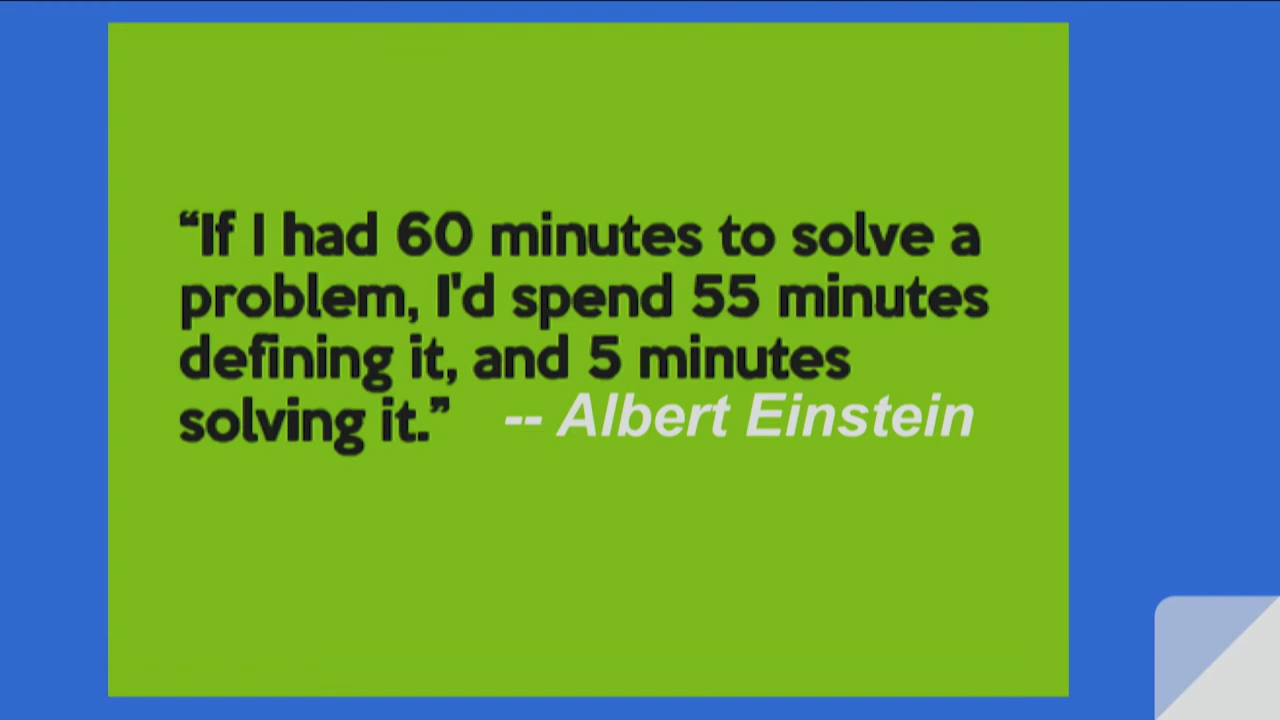 “If I had 60 minutes to solve a
problem, I'd spend 55 minutes
defining it, and 5 minutes
solving it.” -- Albert Einstein